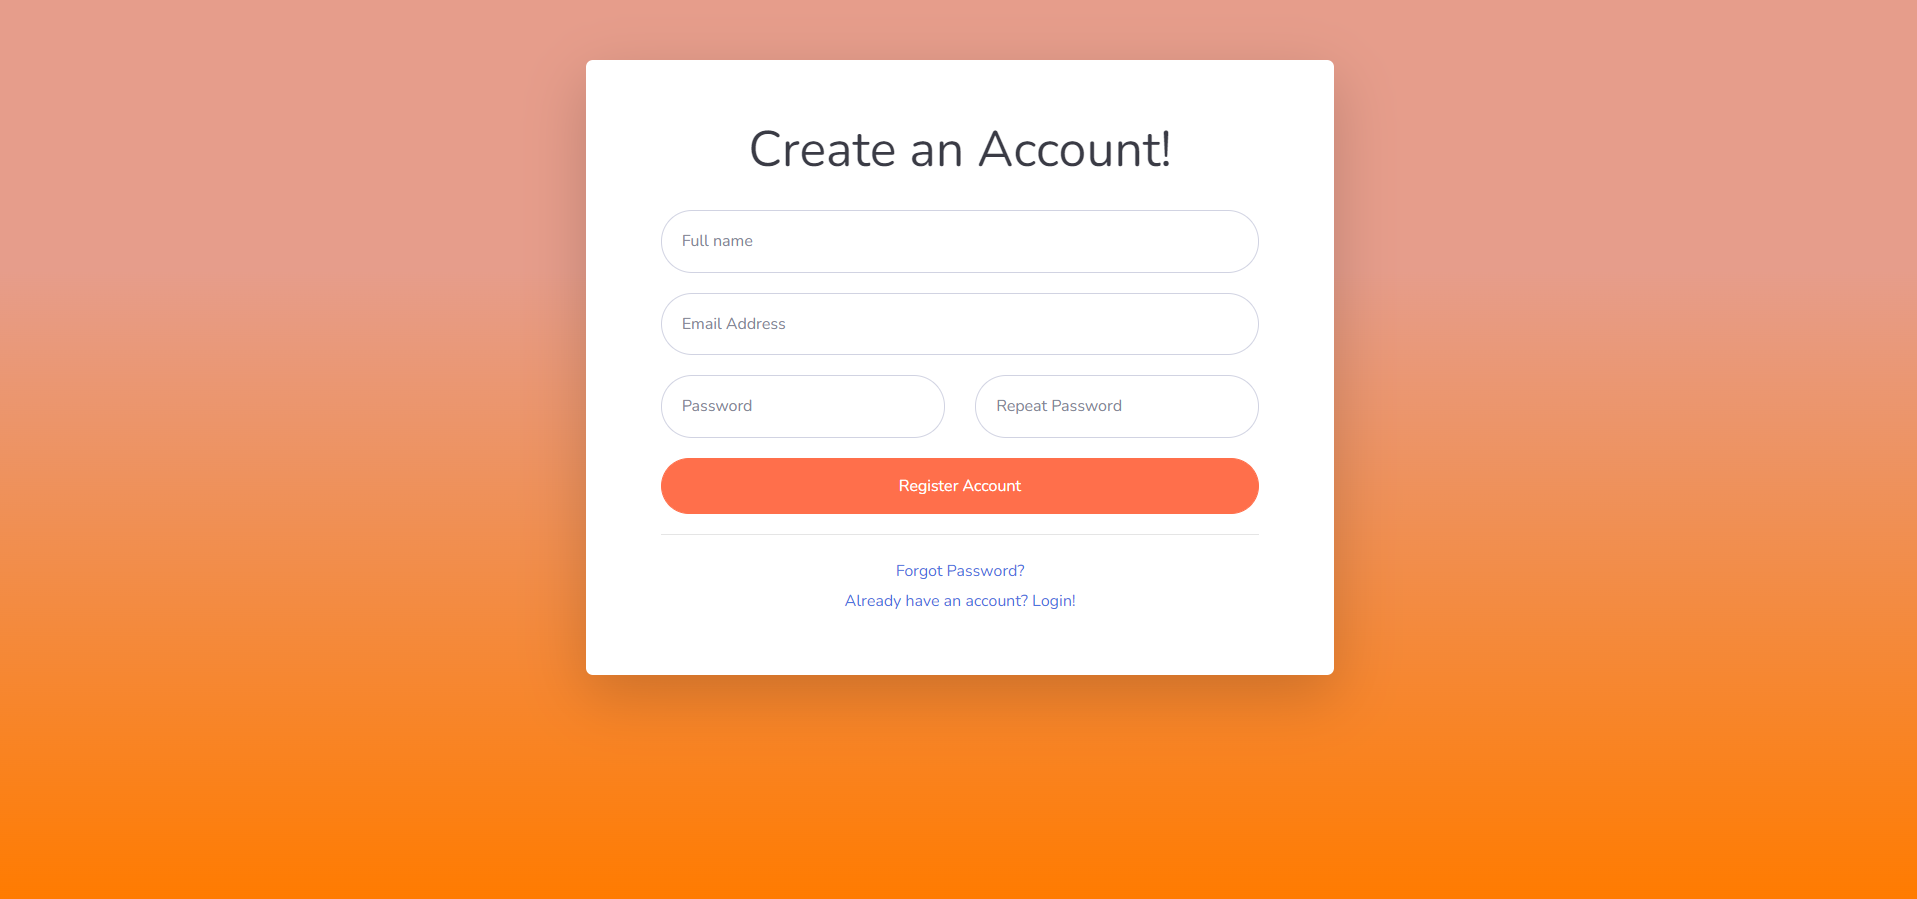 Create an Account!
Full name
Email Address
Password
Repeat Password
Register Account
Forgot Password?
Already have an account? Login!